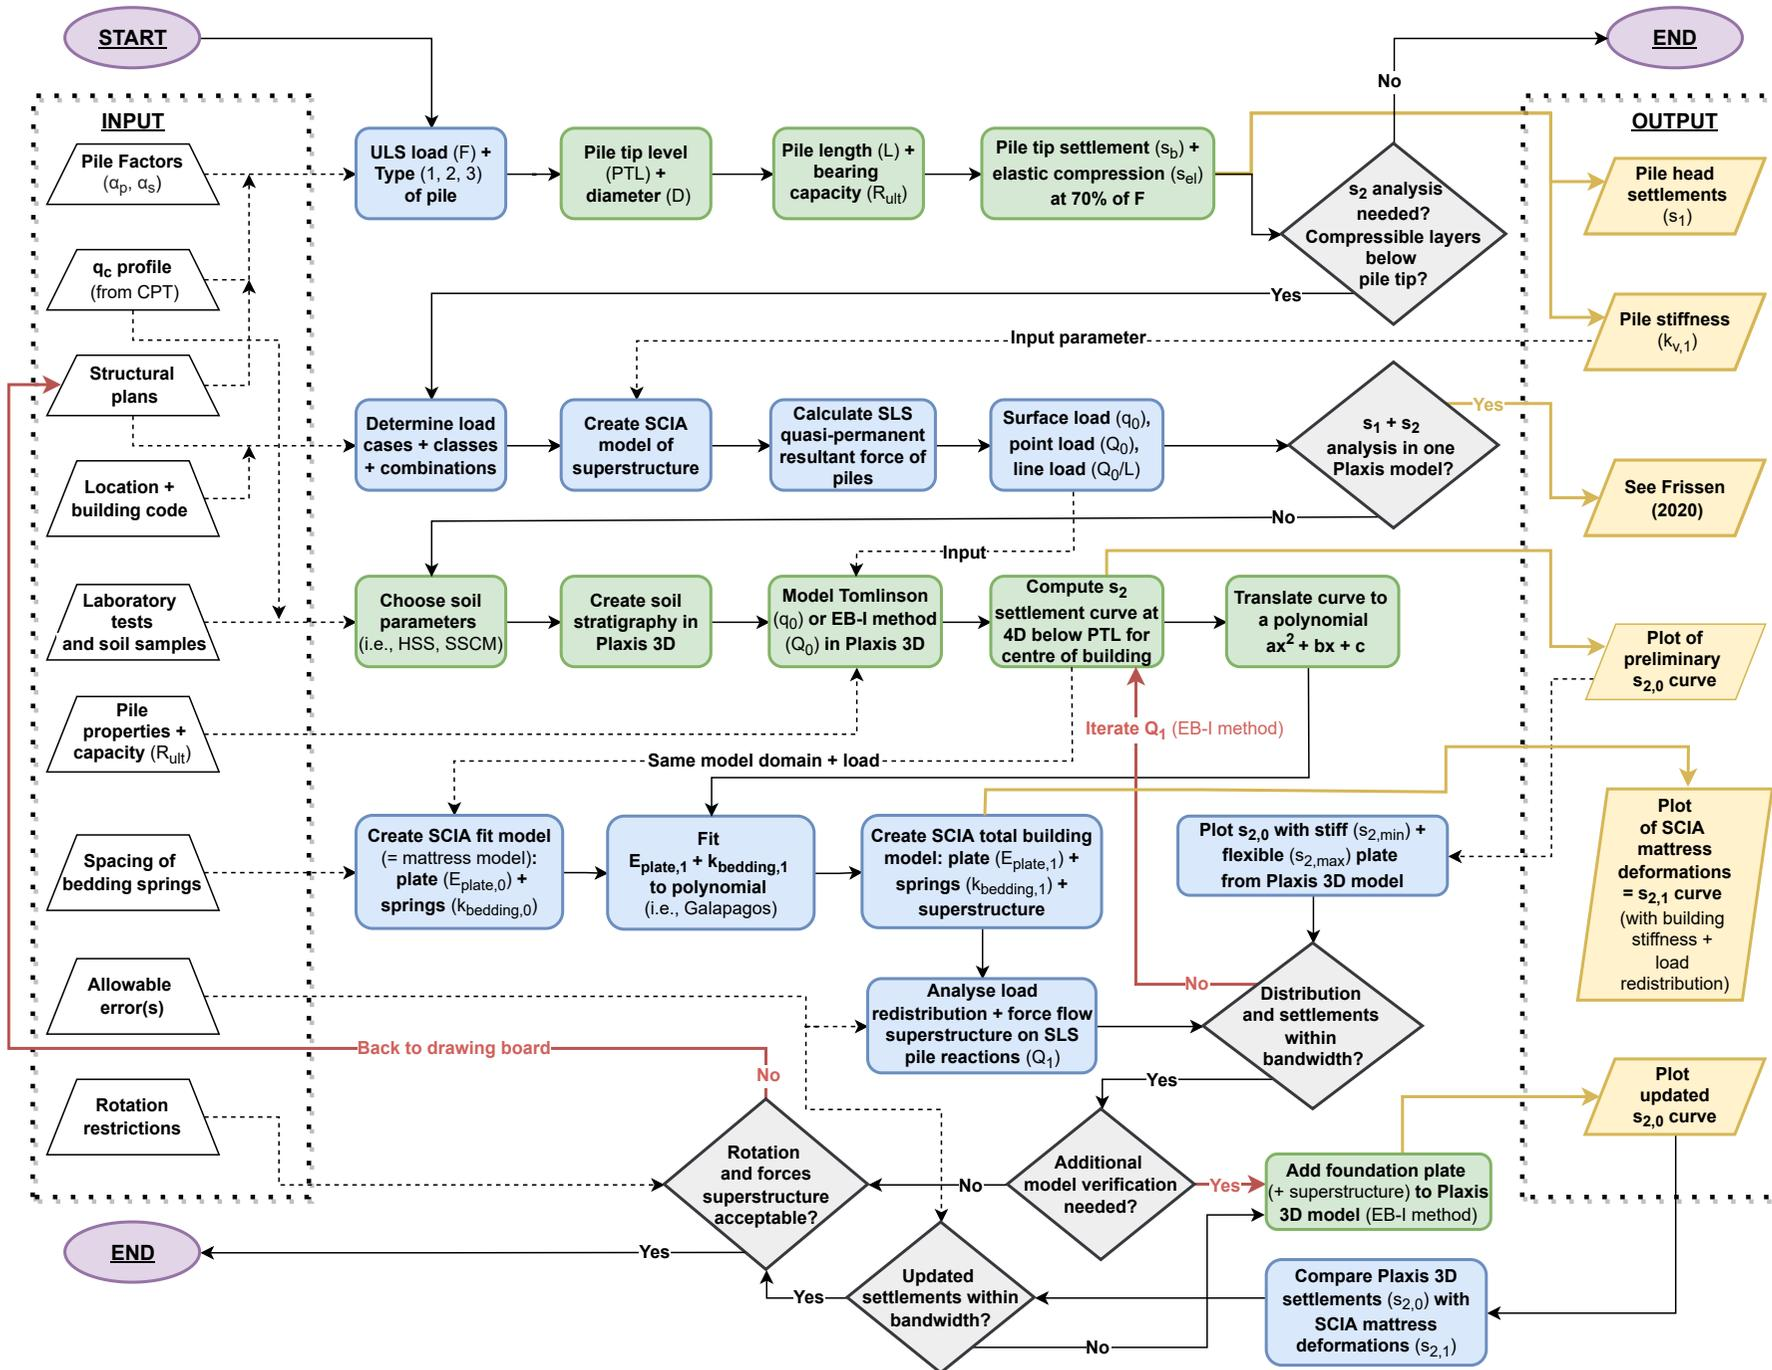 START
END
No
INPUT
OUTPUT
Pile Factors
(αp, αs)
ULS load (F) +
Type (1, 2, 3)
of pile
Pile tip level
(PTL) +
diameter (D)
Pile length (L) +
bearing
capacity (Rult)
Pile tip settlement (sb) +
elastic compression (sel)
at 70% of F
s2 analysis
needed?
Compressible layers
below
pile tip?
Pile head
settlements
(s1)
qc profile
(from CPT)
Yes
Pile stiffness
(kv,1)
Input parameter
Structural
plans
Determine load
cases + classes
+ combinations
Create SCIA
model of
superstructure
Calculate SLS
quasi-permanent
resultant force of
piles
Surface load (q0),
point load (Q0),
line load (Q0/L)
s1 + s2
analysis in one
Plaxis model?
Yes
See Frissen
(2020)
Location +
building code
No
Input
Laboratory
tests
and soil samples
Choose soil
parameters
(i.e., HSS, SSCM)
Create soil
stratigraphy in
Plaxis 3D
Model Tomlinson
(q0) or EB-I method
(Q0) in Plaxis 3D
Compute s2
settlement curve at
4D below PTL for
centre of building
Translate curve to
a polynomial
ax2 + bx + c
Plot of
preliminary
s2,0 curve
Pile
properties +
capacity (Rult)
Iterate Q1 (EB-I method)
Same model domain + load
Spacing of
bedding springs
Create SCIA fit model
(= mattress model):
plate (Eplate,0) +
springs (kbedding,0)
Fit
Eplate,1 + kbedding,1
to polynomial
(i.e., Galapagos)
Create SCIA total building
model: plate (Eplate,1) +
springs (kbedding,1) +
superstructure
Plot s2,0 with stiff (s2,min) +
flexible (s2,max) plate
from Plaxis 3D model
Plot
of SCIA
mattress
deformations
= s2,1 curve
(with building
stiffness +
load
redistribution)
Allowable
error(s)
Analyse load
redistribution + force flow
superstructure on SLS
pile reactions (Q1)
No
Distribution
and settlements
within
bandwidth?
Back to drawing board
No
Yes
Plot
updated
s2,0 curve
Rotation
restrictions
Rotation
and forces
superstructure
acceptable?
No
Additional
model verification
needed?
Yes
Add foundation plate
(+ superstructure) to Plaxis
3D model (EB-I method)
END
Yes
Yes
Updated
settlements within
bandwidth?
No
Compare Plaxis 3D
settlements (s2,0) with
SCIA mattress
deformations (s2,1)